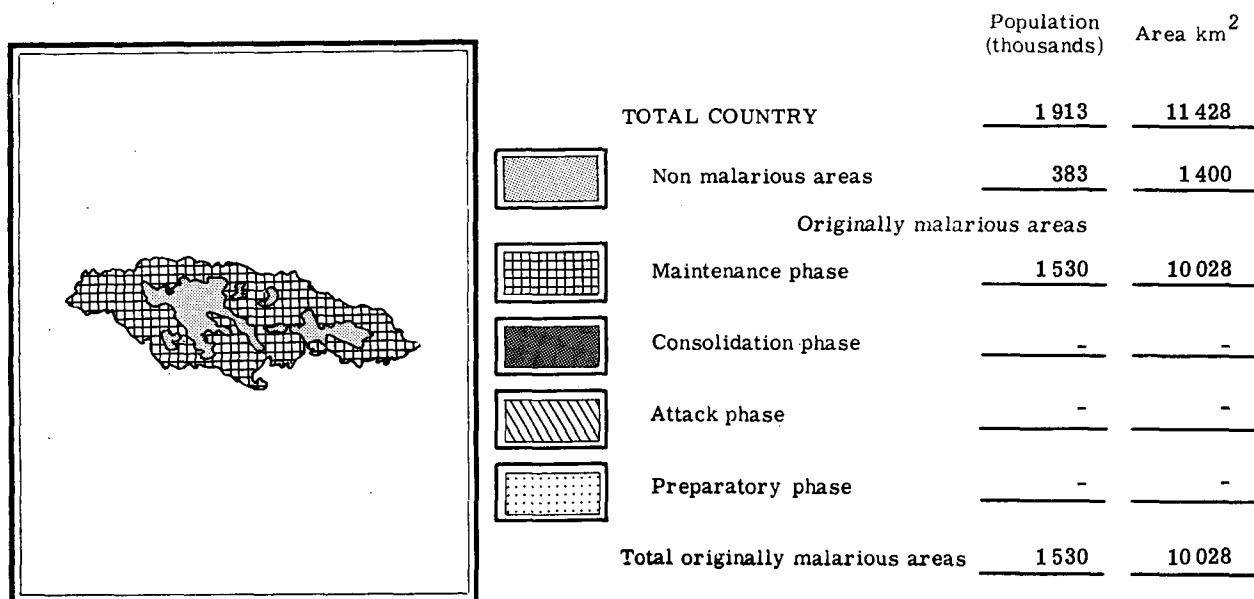 Population (thousands) Area km²
TOTAL COUNTRY 1 913 11 428
Non malarious areas 383 1 400
Originally malarious areas
Maintenance phase 1 530 10 028
Consolidation phase - -
Attack phase - -
Preparatory phase - -
Total originally malarious areas 1 530 10 028